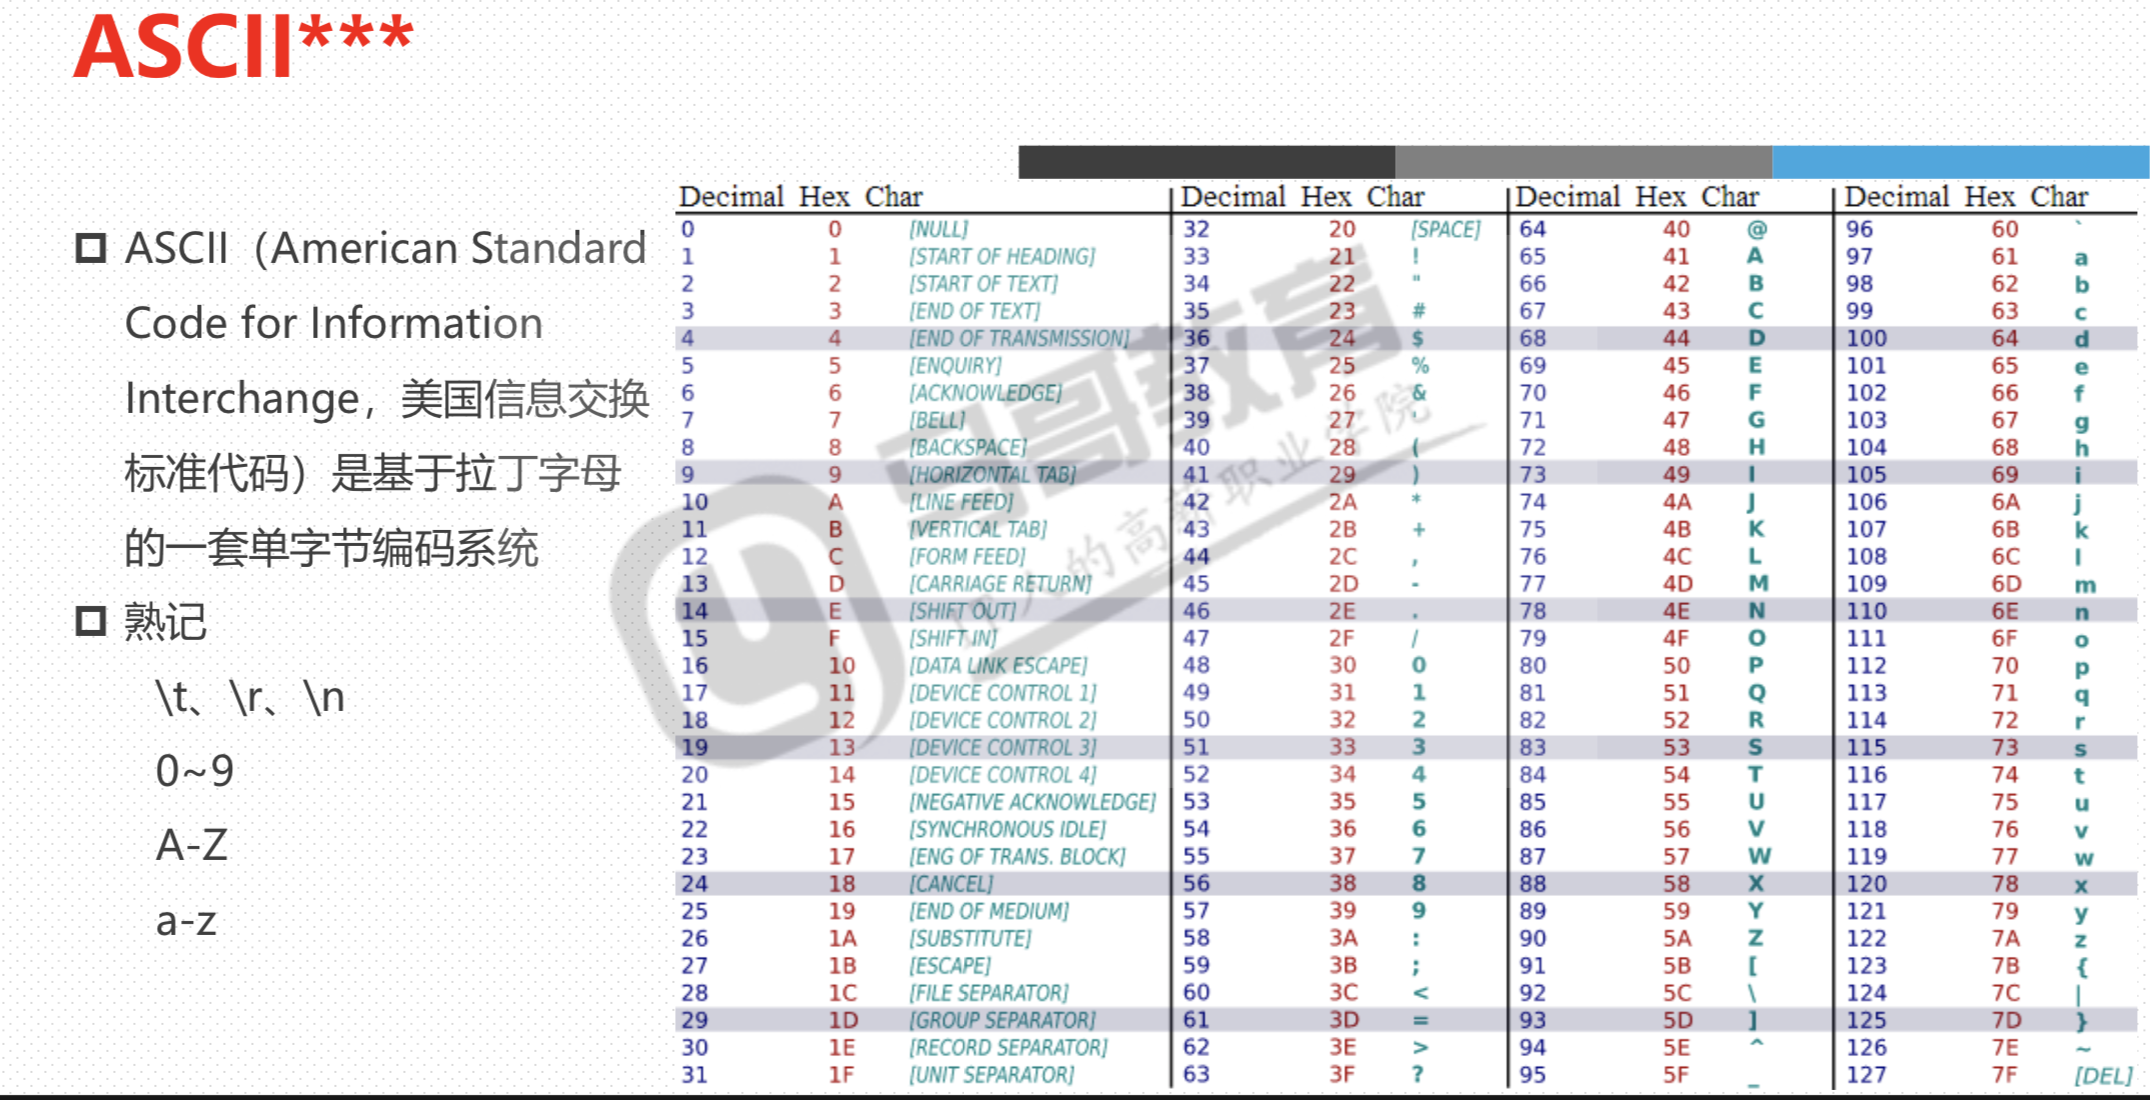 ASCII***
ASCII（American Standard
Code for Information
Interchange，美国信息交换
标准代码）是基于拉丁字母
的一套单字节编码系统
熟记
\t、\r、\n
0~9
A-Z
a-z
Decimal Hex Char Decimal Hex Char Decimal Hex Char Decimal Hex Char
0 0 [NULL] 32 20 [SPACE] 64 40 @ 96 60 `
1 1 [START OF HEADING] 33 21 ! 65 41 A 97 61 a
2 2 [START OF TEXT] 34 22 " 66 42 B 98 62 b
3 3 [END OF TEXT] 35 23 # 67 43 C 99 63 c
4 4 [END OF TRANSMISSION] 36 24 $ 68 44 D 100 64 d
5 5 [ENQUIRY] 37 25 % 69 45 E 101 65 e
6 6 [ACKNOWLEDGE] 38 26 & 70 46 F 102 66 f
7 7 [BELL] 39 27 ' 71 47 G 103 67 g
8 8 [BACKSPACE] 40 28 ( 72 48 H 104 68 h
9 9 [HORIZONTAL TAB] 41 29 ) 73 49 I 105 69 i
10 A [LINE FEED] 42 2A * 74 4A J 106 6A j
11 B [VERTICAL TAB] 43 2B + 75 4B K 107 6B k
12 C [FORM FEED] 44 2C , 76 4C L 108 6C l
13 D [CARRIAGE RETURN] 45 2D - 77 4D M 109 6D m
14 E [SHIFT OUT] 46 2E . 78 4E N 110 6E n
15 F [SHIFT IN] 47 2F / 79 4F O 111 6F o
16 10 [DATA LINK ESCAPE] 48 30 0 80 50 P 112 70 p
17 11 [DEVICE CONTROL 1] 49 31 1 81 51 Q 113 71 q
18 12 [DEVICE CONTROL 2] 50 32 2 82 52 R 114 72 r
19 13 [DEVICE CONTROL 3] 51 33 3 83 53 S 115 73 s
20 14 [DEVICE CONTROL 4] 52 34 4 84 54 T 116 74 t
21 15 [NEGATIVE ACKNOWLEDGE] 53 35 5 85 55 U 117 75 u
22 16 [SYNCHRONOUS IDLE] 54 36 6 86 56 V 118 76 v
23 17 [ENG OF TRANS. BLOCK] 55 37 7 87 57 W 119 77 w
24 18 [CANCEL] 56 38 8 88 58 X 120 78 x
25 19 [END OF MEDIUM] 57 39 9 89 59 Y 121 79 y
26 1A [SUBSTITUTE] 58 3A : 90 5A Z 122 7A z
27 1B [ESCAPE] 59 3B ; 91 5B [ 123 7B {
28 1C [FILE SEPARATOR] 60 3C < 92 5C \ 124 7C |
29 1D [GROUP SEPARATOR] 61 3D = 93 5D ] 125 7D }
30 1E [RECORD SEPARATOR] 62 3E > 94 5E ^ 126 7E ~
31 1F [UNIT SEPARATOR] 63 3F ? 95 5F _ 127 7F [DEL]
哥教育
人的高薪职业学院